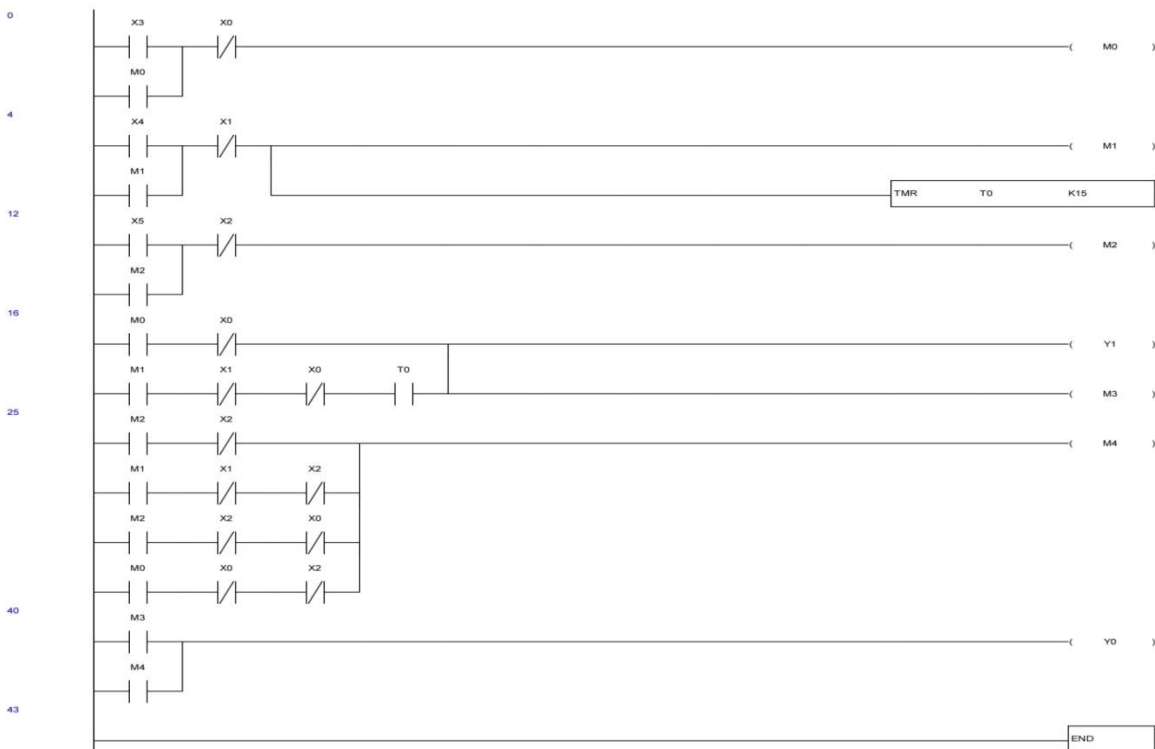 0
X3 X0
( M0 )
M0
4
X4 X1
( M1 )
M1
TMR T0 K15
12
X5 X2
( M2 )
M2
16
M0 X0
( Y1 )
M1 X1 X0 T0
( M3 )
25
M2 X2
( M4 )
M1 X1 X2
M2 X2 X0
M0 X0 X2
40
M3
( Y0 )
M4
43
END